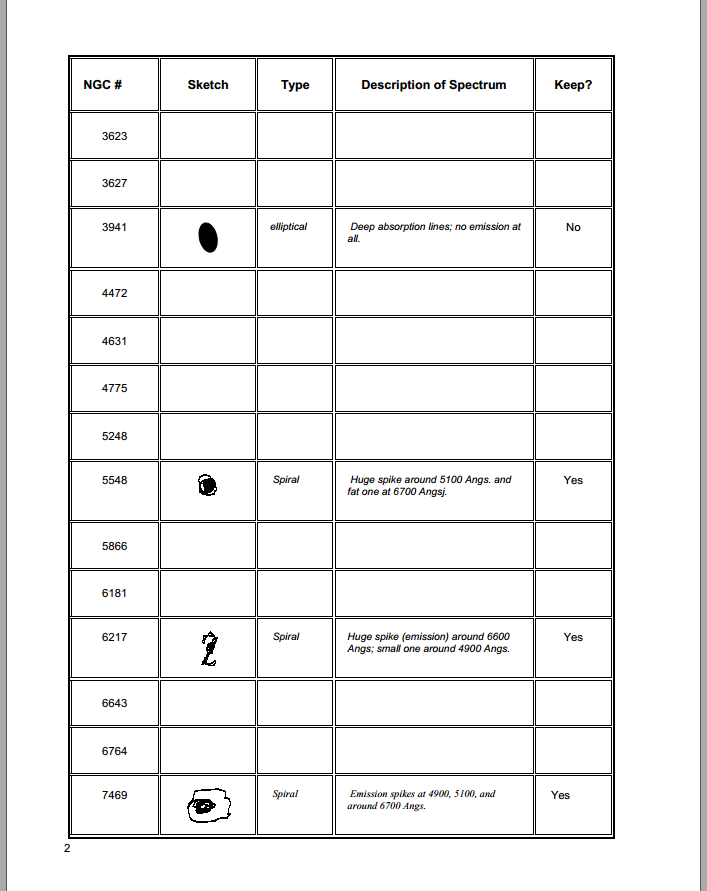 NGC # Sketch Type Description of Spectrum Keep?
3623
3627
3941 elliptical Deep absorption lines; no emission at No
all.
4472
4631
4775
5248
5548 Spiral Huge spike around 5100 Angs. and Yes
fat one at 6700 Angsj.
5866
6181
6217 Spiral Huge spike (emission) around 6600 Yes
Angs; small one around 4900 Angs.
6643
6764
7469 Spiral Emission spikes at 4900, 5100, and Yes
around 6700 Angs.
2